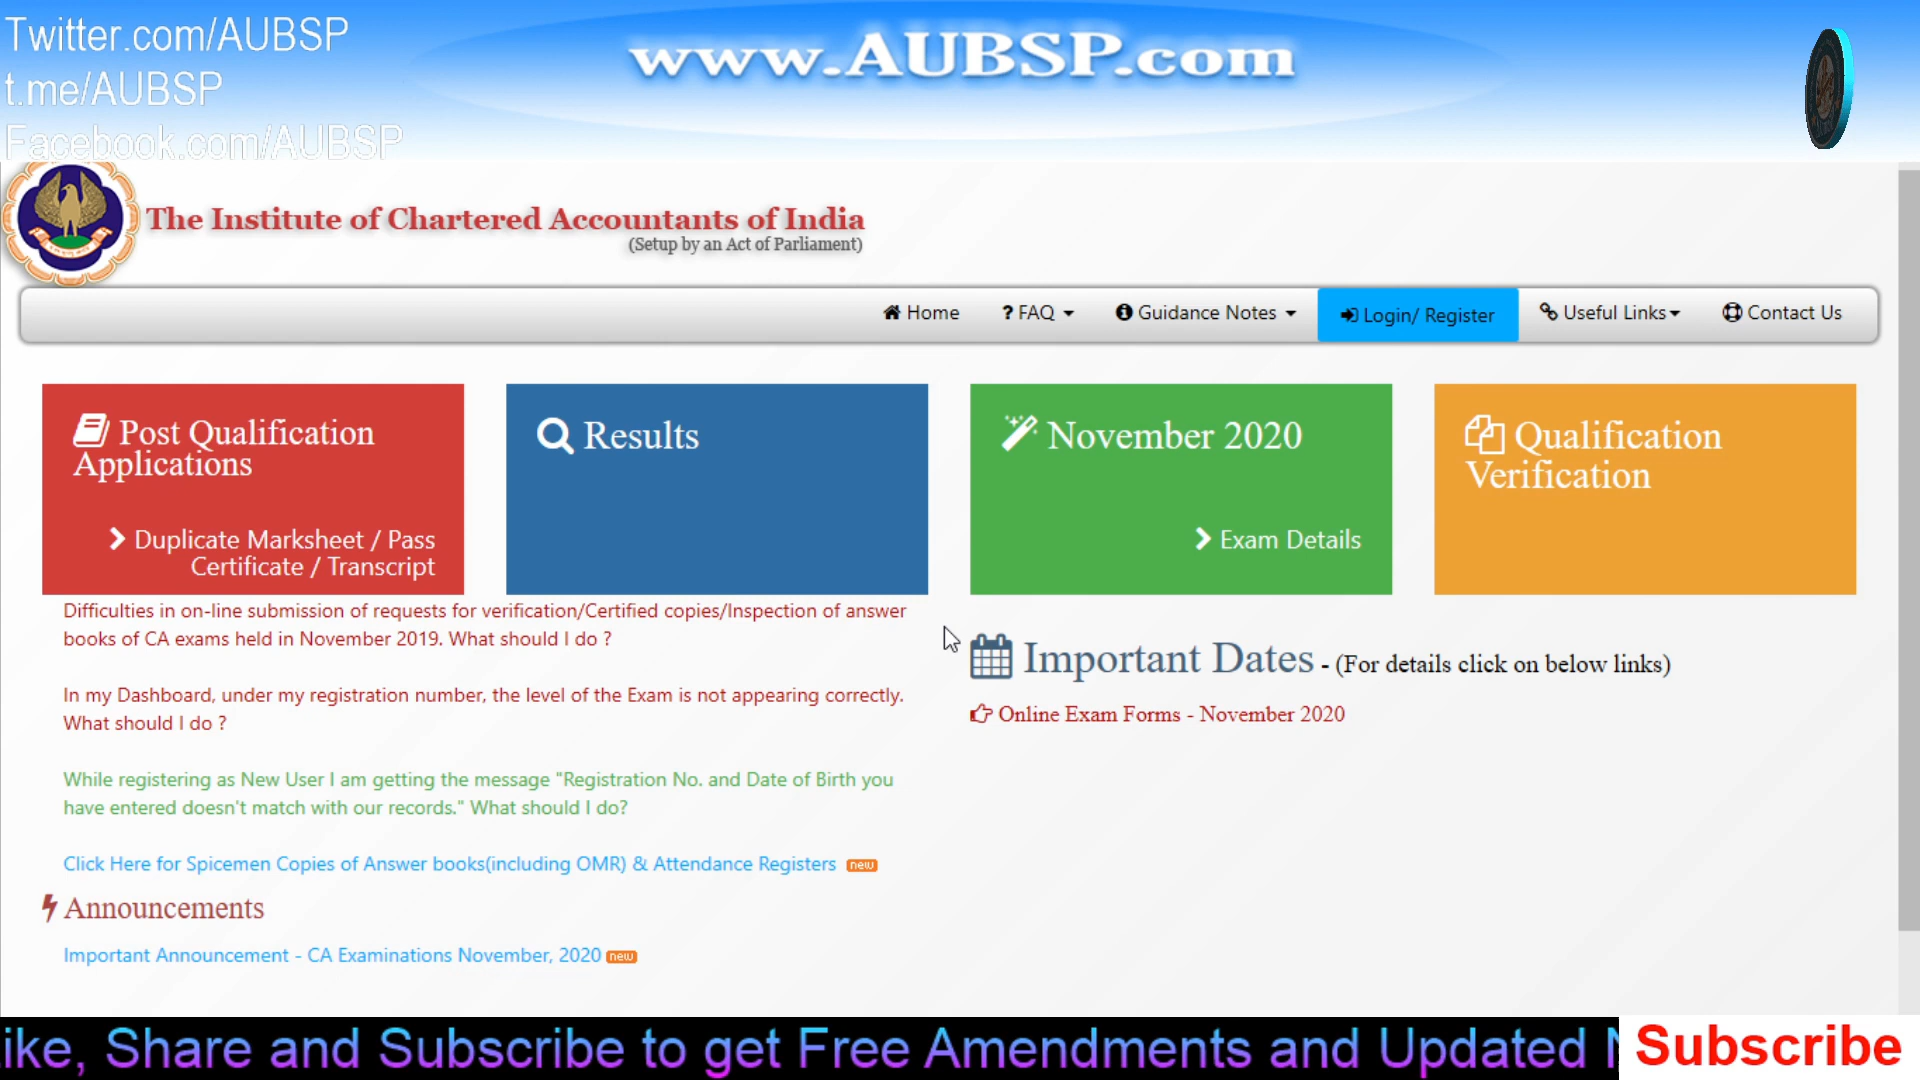 Twitter.com/AUBSP
t.me/AUBSP
Facebook.com/AUBSP
www.AUBSP.com
The Institute of Chartered Accountants of India
(Setup by an Act of Parliament)
Home
? FAQ
Guidance Notes
Login/ Register
Useful Links
Contact Us
Post Qualification
Applications
Duplicate Marksheet / Pass
Certificate / Transcript
Results
November 2020
Exam Details
Qualification
Verification
Difficulties in on-line submission of requests for verification/Certified copies/Inspection of answer
books of CA exams held in November 2019. What should I do ?
In my Dashboard, under my registration number, the level of the Exam is not appearing correctly.
What should I do ?
While registering as New User I am getting the message "Registration No. and Date of Birth you
have entered doesn't match with our records." What should I do?
Click Here for Spicemen Copies of Answer books(including OMR) & Attendance Registers new
Announcements
Important Announcement - CA Examinations November, 2020 new
Important Dates - (For details click on below links)
Online Exam Forms - November 2020
ike, Share and Subscribe to get Free Amendments and Updated
Subscribe